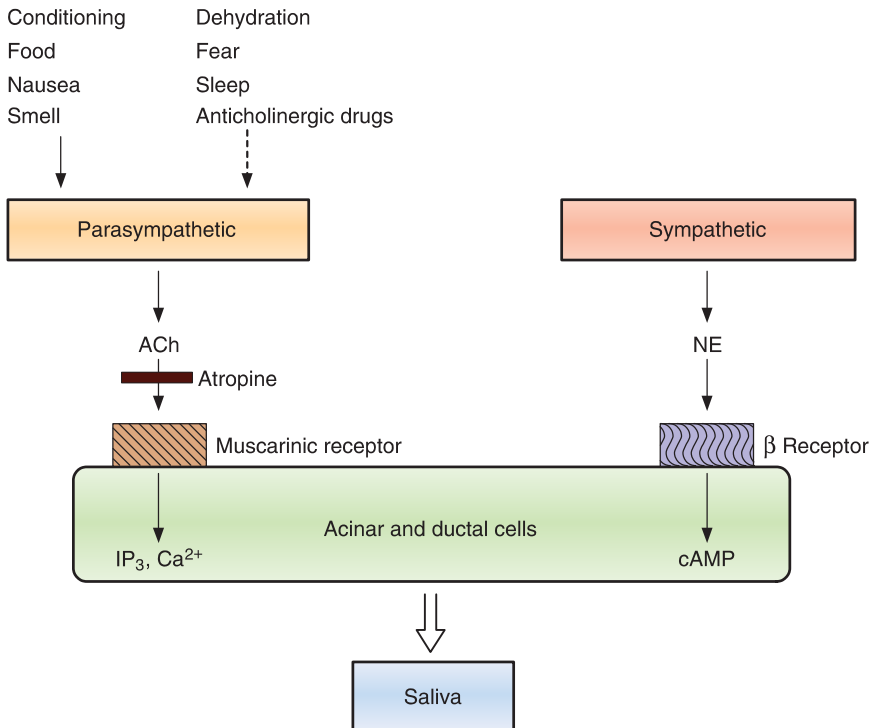 Conditioning
Food
Nausea
Smell
Dehydration
Fear
Sleep
Anticholinergic drugs
Parasympathetic
Sympathetic
ACh
NE
Atropine
Muscarinic receptor
β Receptor
Acinar and ductal cells
IP₃, Ca²⁺
cAMP
Saliva